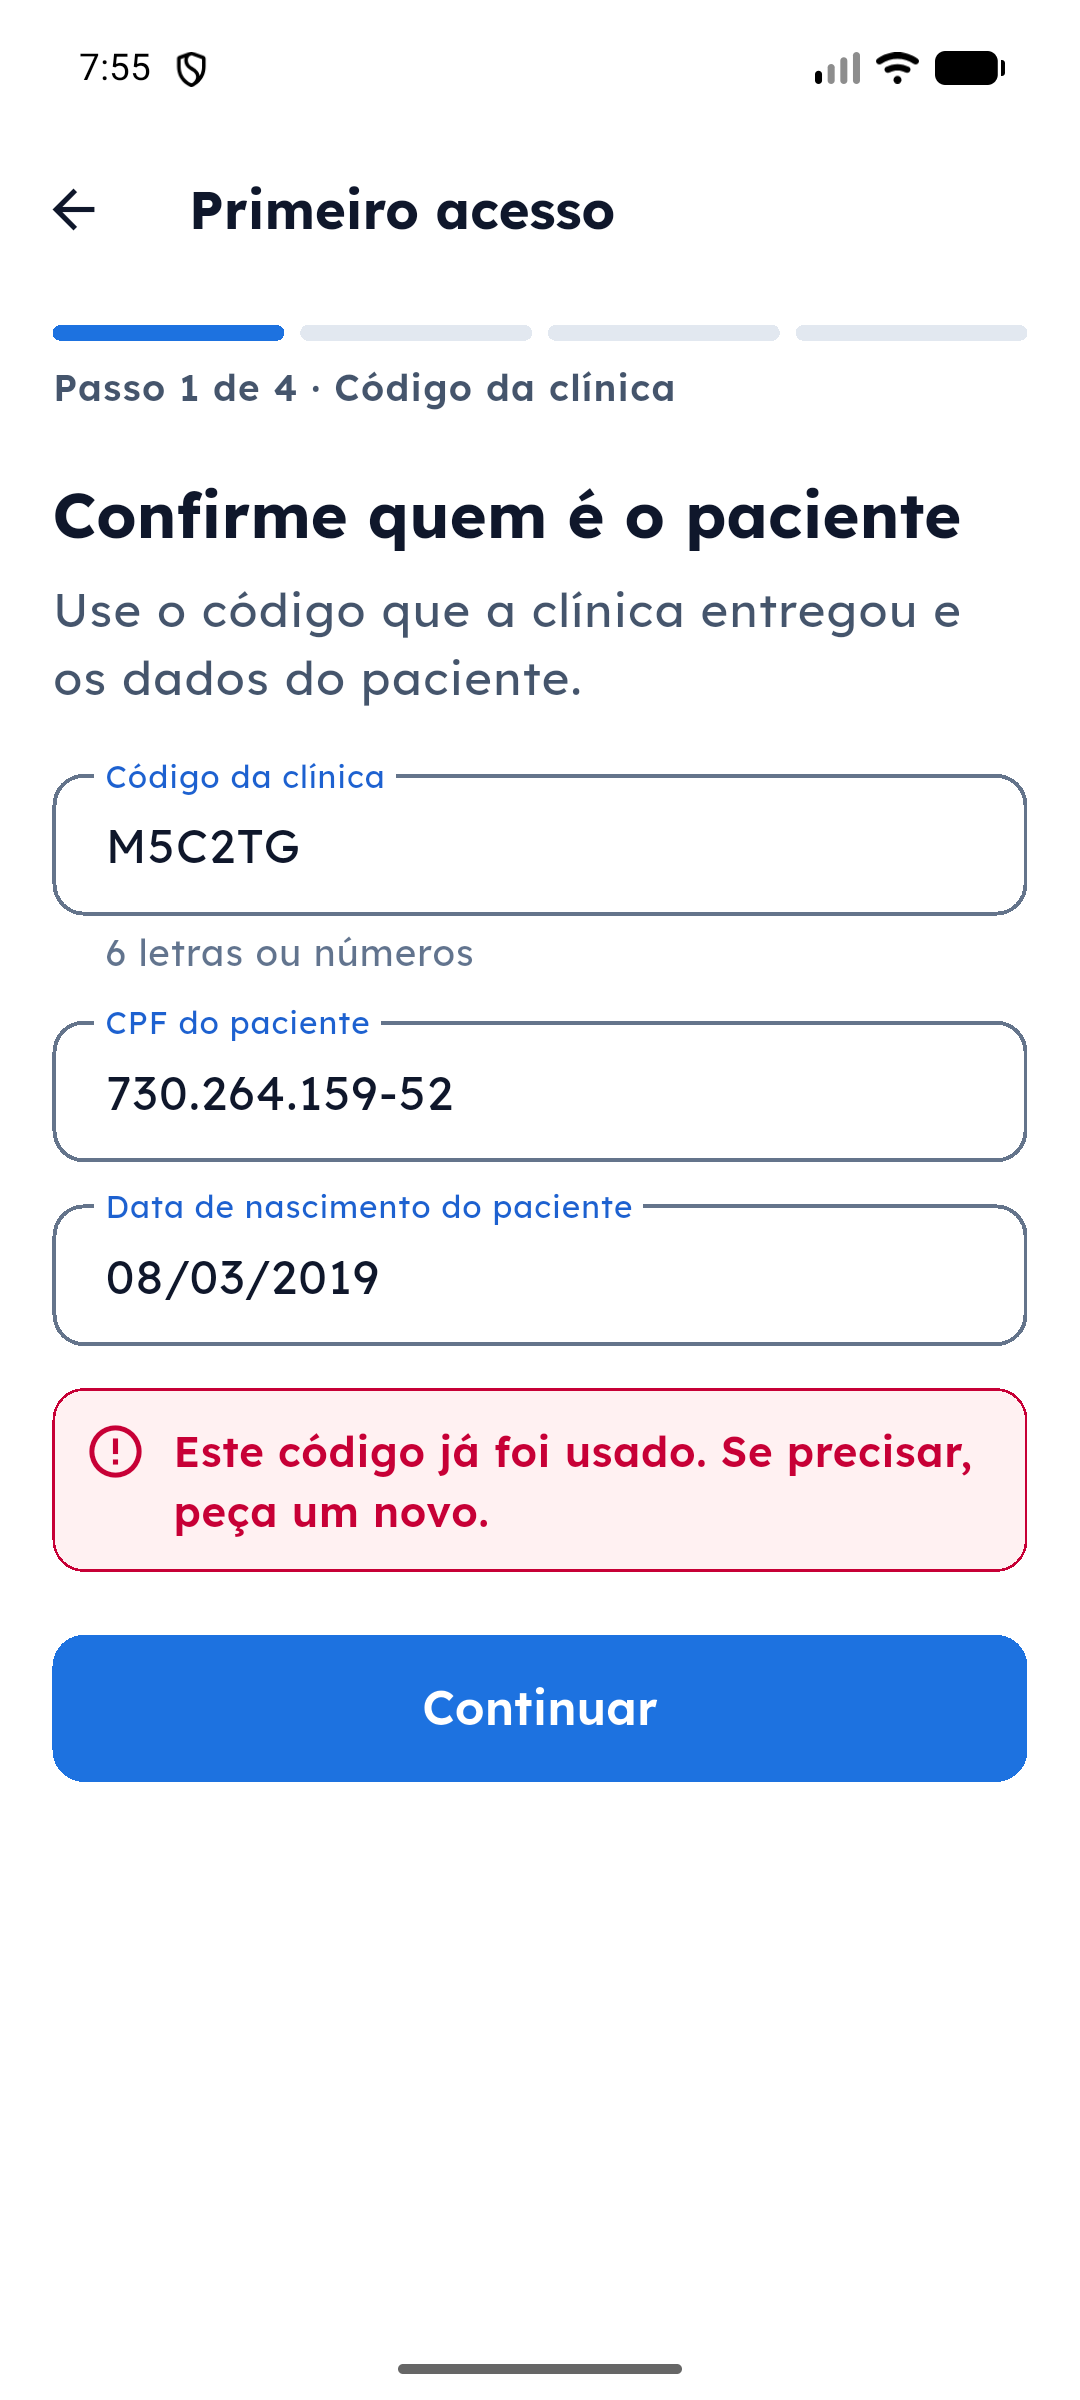 7:55
Primeiro acesso
Passo 1 de 4 · Código da clínica
Confirme quem é o paciente
Use o código que a clínica entregou e
os dados do paciente.
Código da clínica
M5C2TG
6 letras ou números
CPF do paciente
730.264.159-52
Data de nascimento do paciente
08/03/2019
Este código já foi usado. Se precisar,
peça um novo.
Continuar